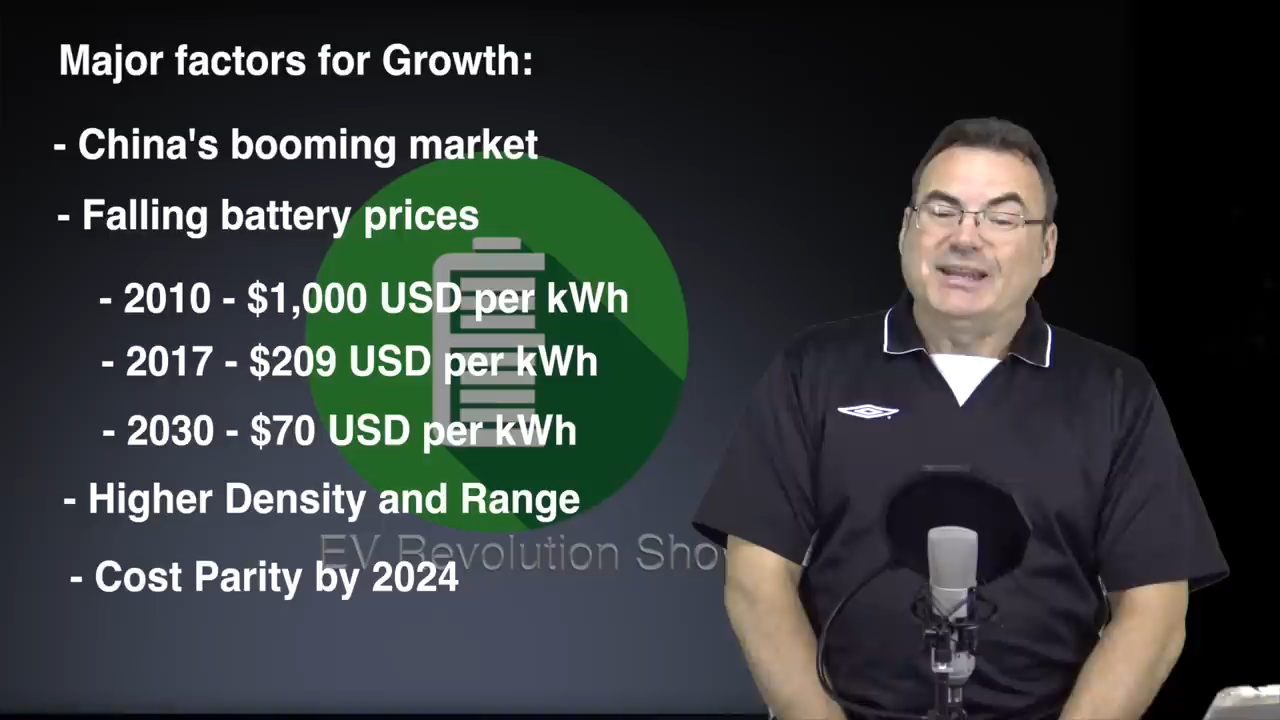 Major factors for Growth:
- China's booming market
- Falling battery prices
- 2010 - $1,000 USD per kWh
- 2017 - $209 USD per kWh
- 2030 - $70 USD per kWh
- Higher Density and Range
EV Revolution Sho
- Cost Parity by 2024